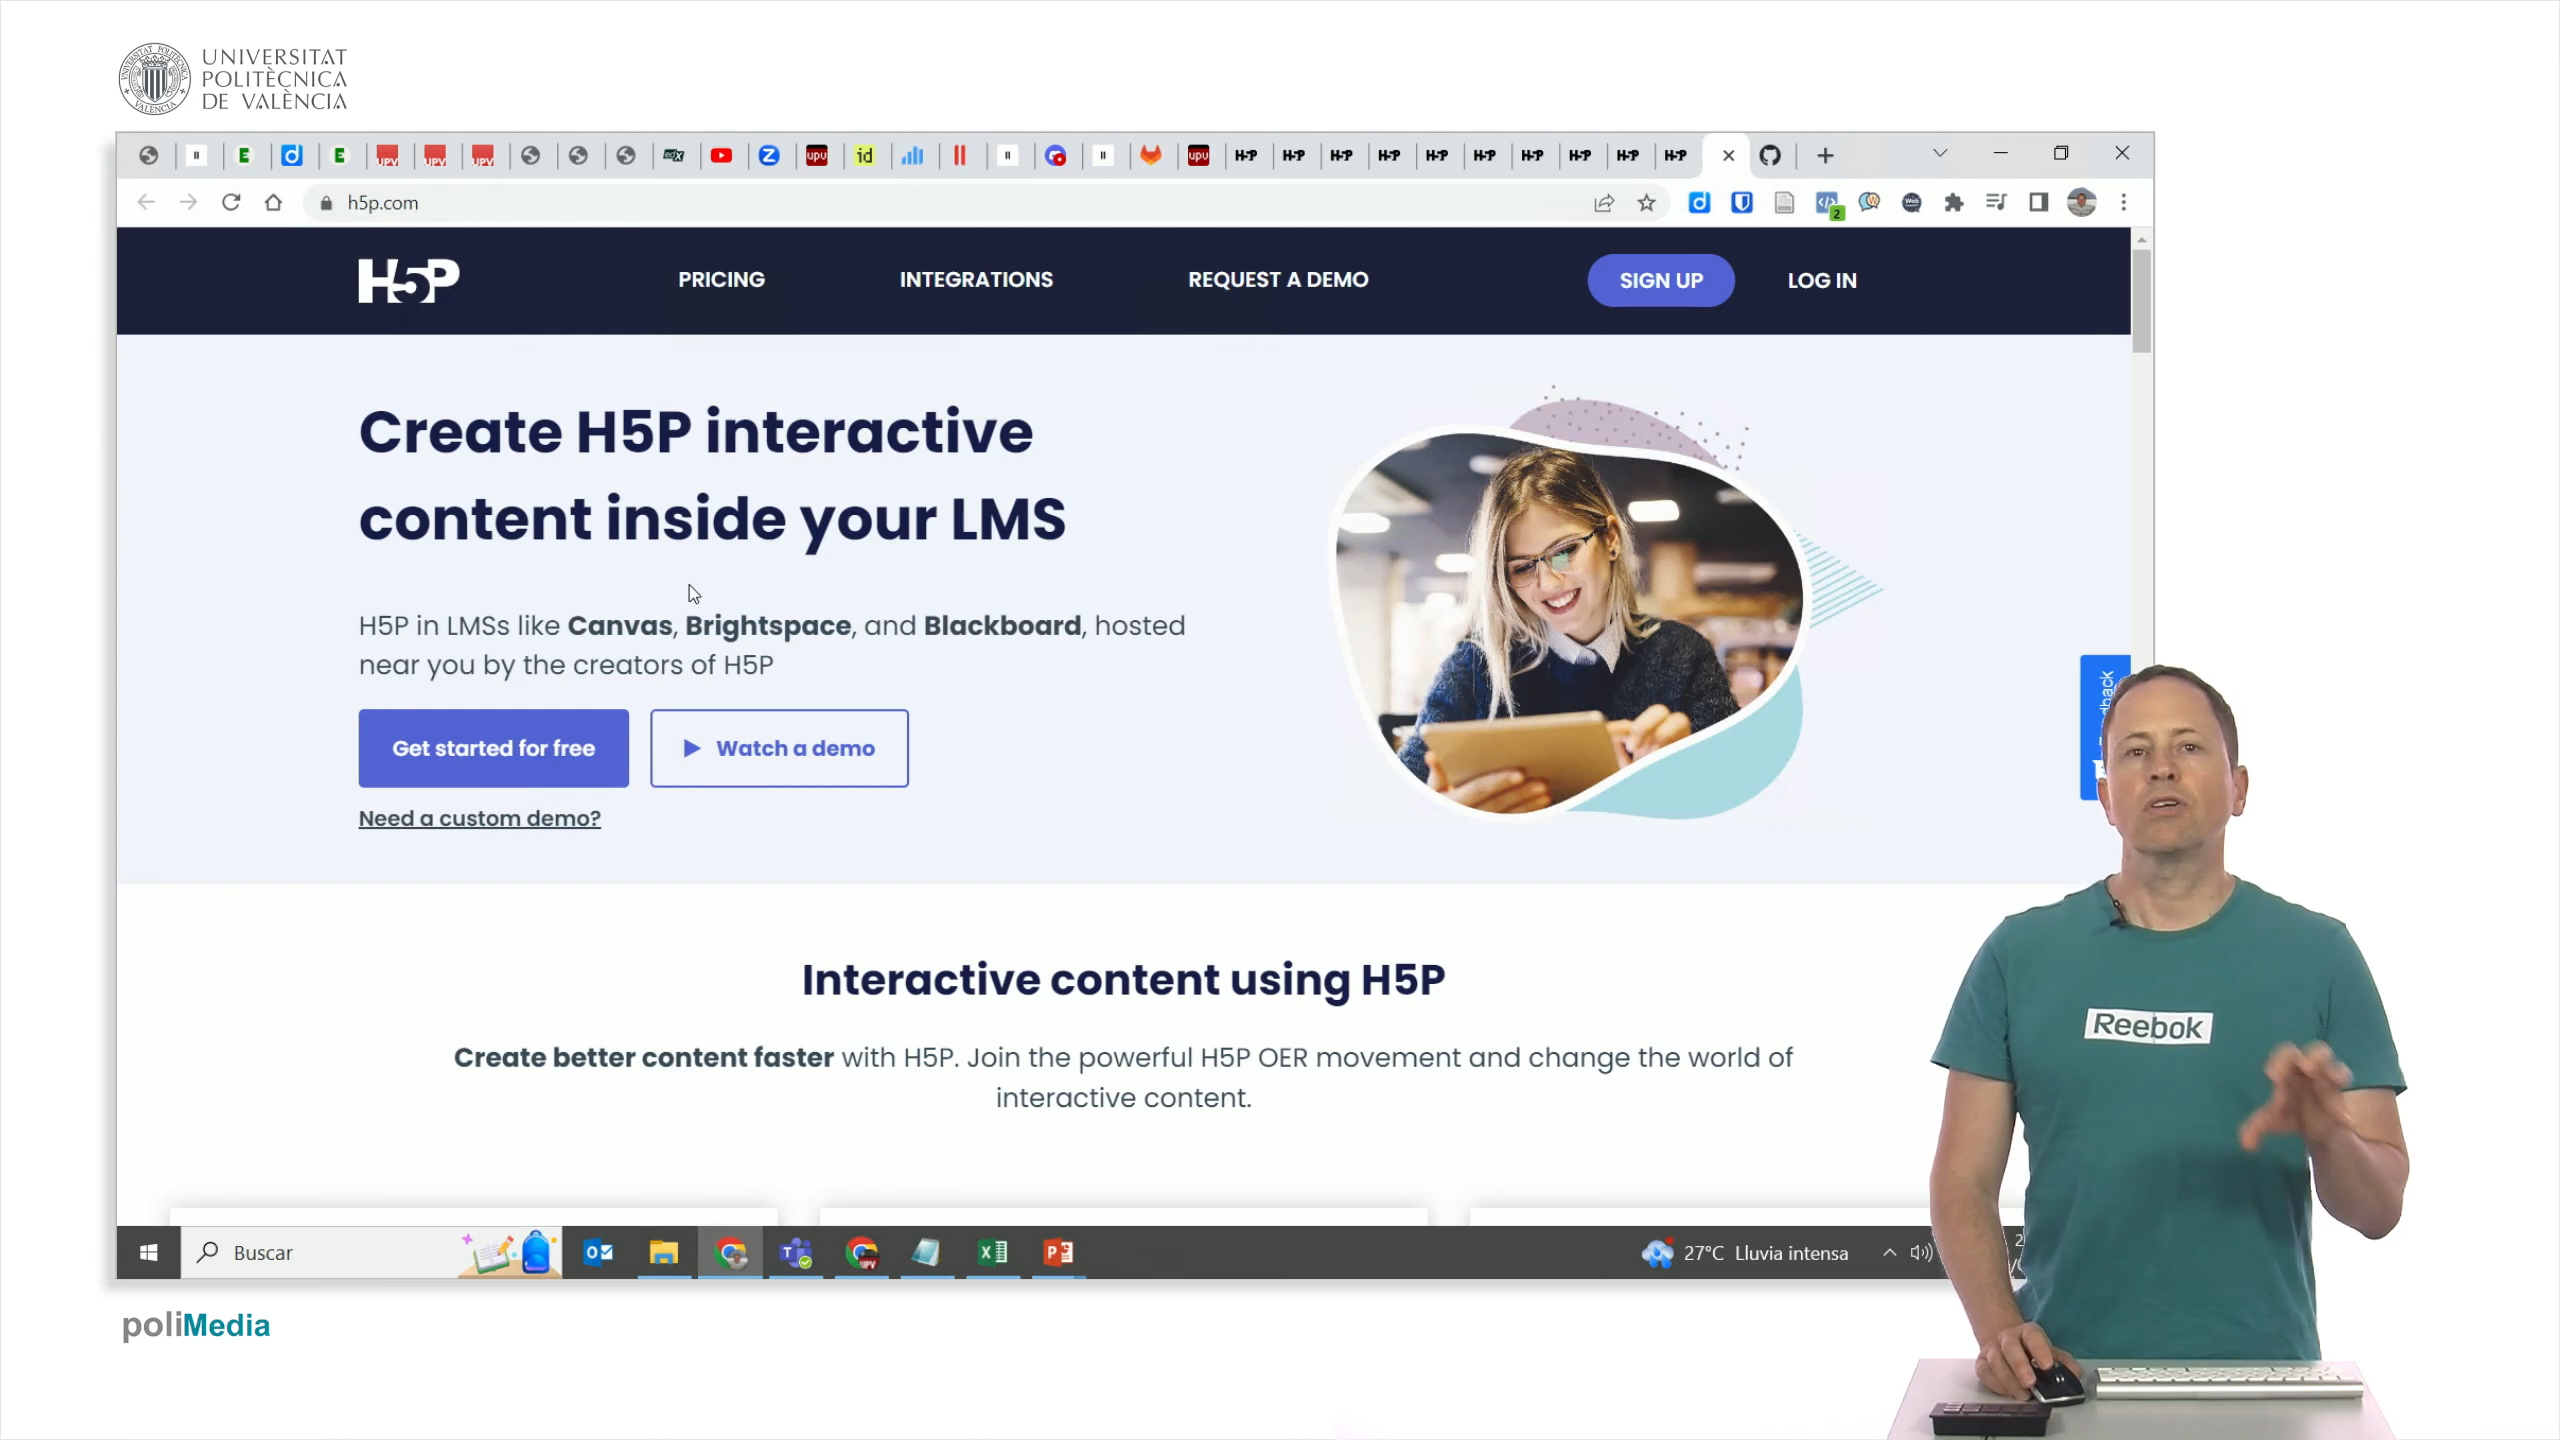 UNIVERSITAT
POLITÈCNICA
DE VALÈNCIA
h5p.com
H5P
PRICING
INTEGRATIONS
REQUEST A DEMO
SIGN UP
LOG IN
Create H5P interactive
content inside your LMS
H5P in LMSs like Canvas, Brightspace, and Blackboard, hosted
near you by the creators of H5P
Get started for free
Watch a demo
Need a custom demo?
Interactive content using H5P
Create better content faster with H5P. Join the powerful H5P OER movement and change the world of
interactive content.
Reebok
Buscar
27°C Lluvia intensa
poliMedia